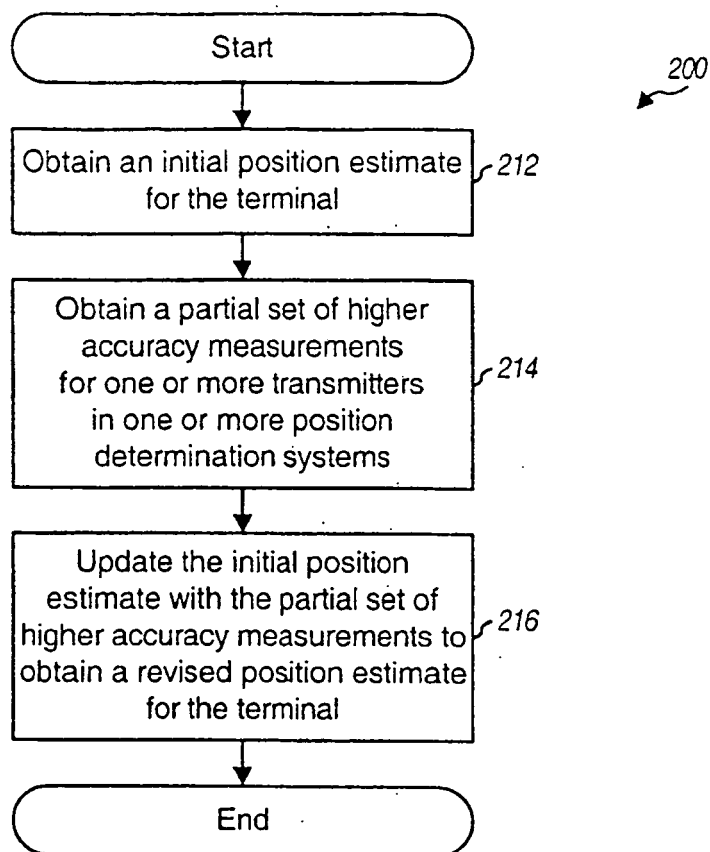 Start
200
Obtain an initial position estimate
for the terminal
212
Obtain a partial set of higher
accuracy measurements
for one or more transmitters
in one or more position
determination systems
214
Update the initial position
estimate with the partial set of
higher accuracy measurements to
obtain a revised position estimate
for the terminal
216
End